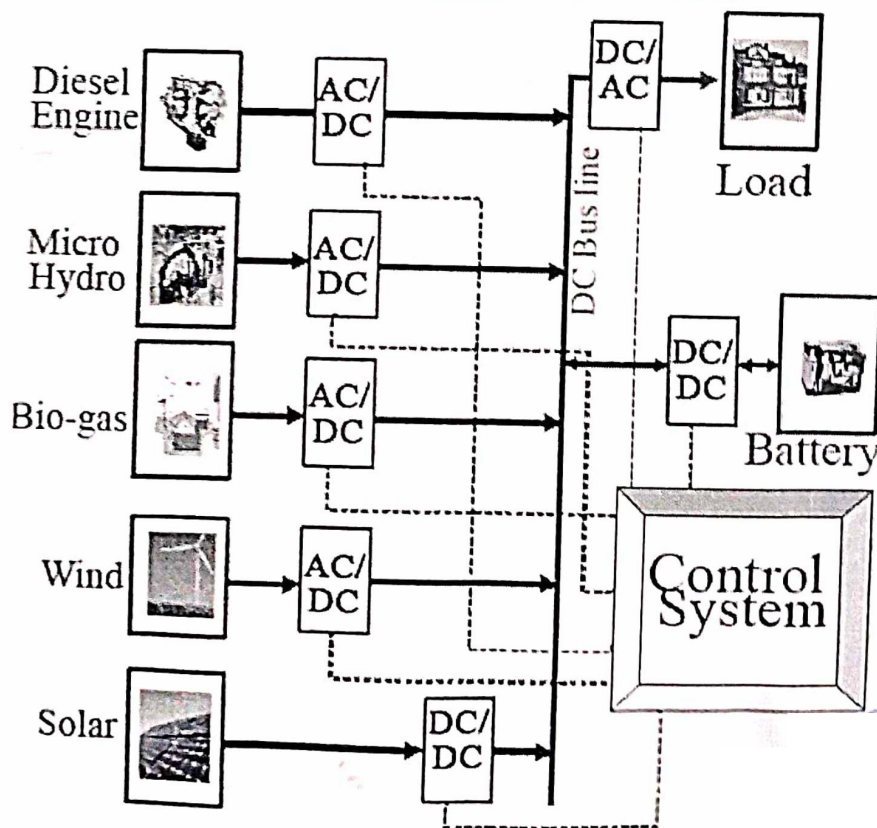 Diesel
Engine
AC/
DC
DC/
AC
Load
DC Bus line
Micro
Hydro
AC/
DC
DC/
DC
Battery
Bio-gas
AC/
DC
Wind
AC/
DC
Control
System
Solar
DC/
DC